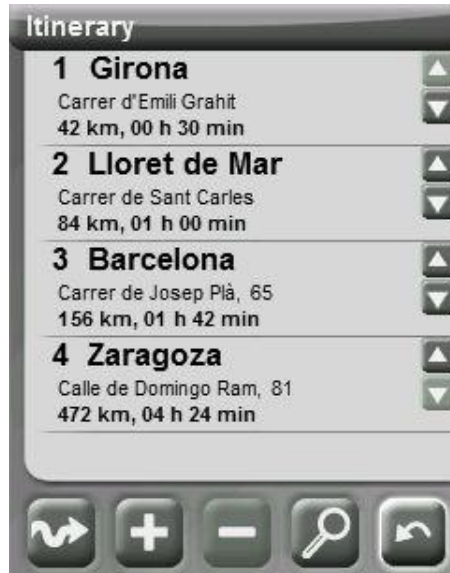 Itinerary
1 Girona
Carrer d'Emili Grahit
42 km, 00 h 30 min
2 Lloret de Mar
Carrer de Sant Carles
84 km, 01 h 00 min
3 Barcelona
Carrer de Josep Plà, 65
156 km, 01 h 42 min
4 Zaragoza
Calle de Domingo Ram, 81
472 km, 04 h 24 min